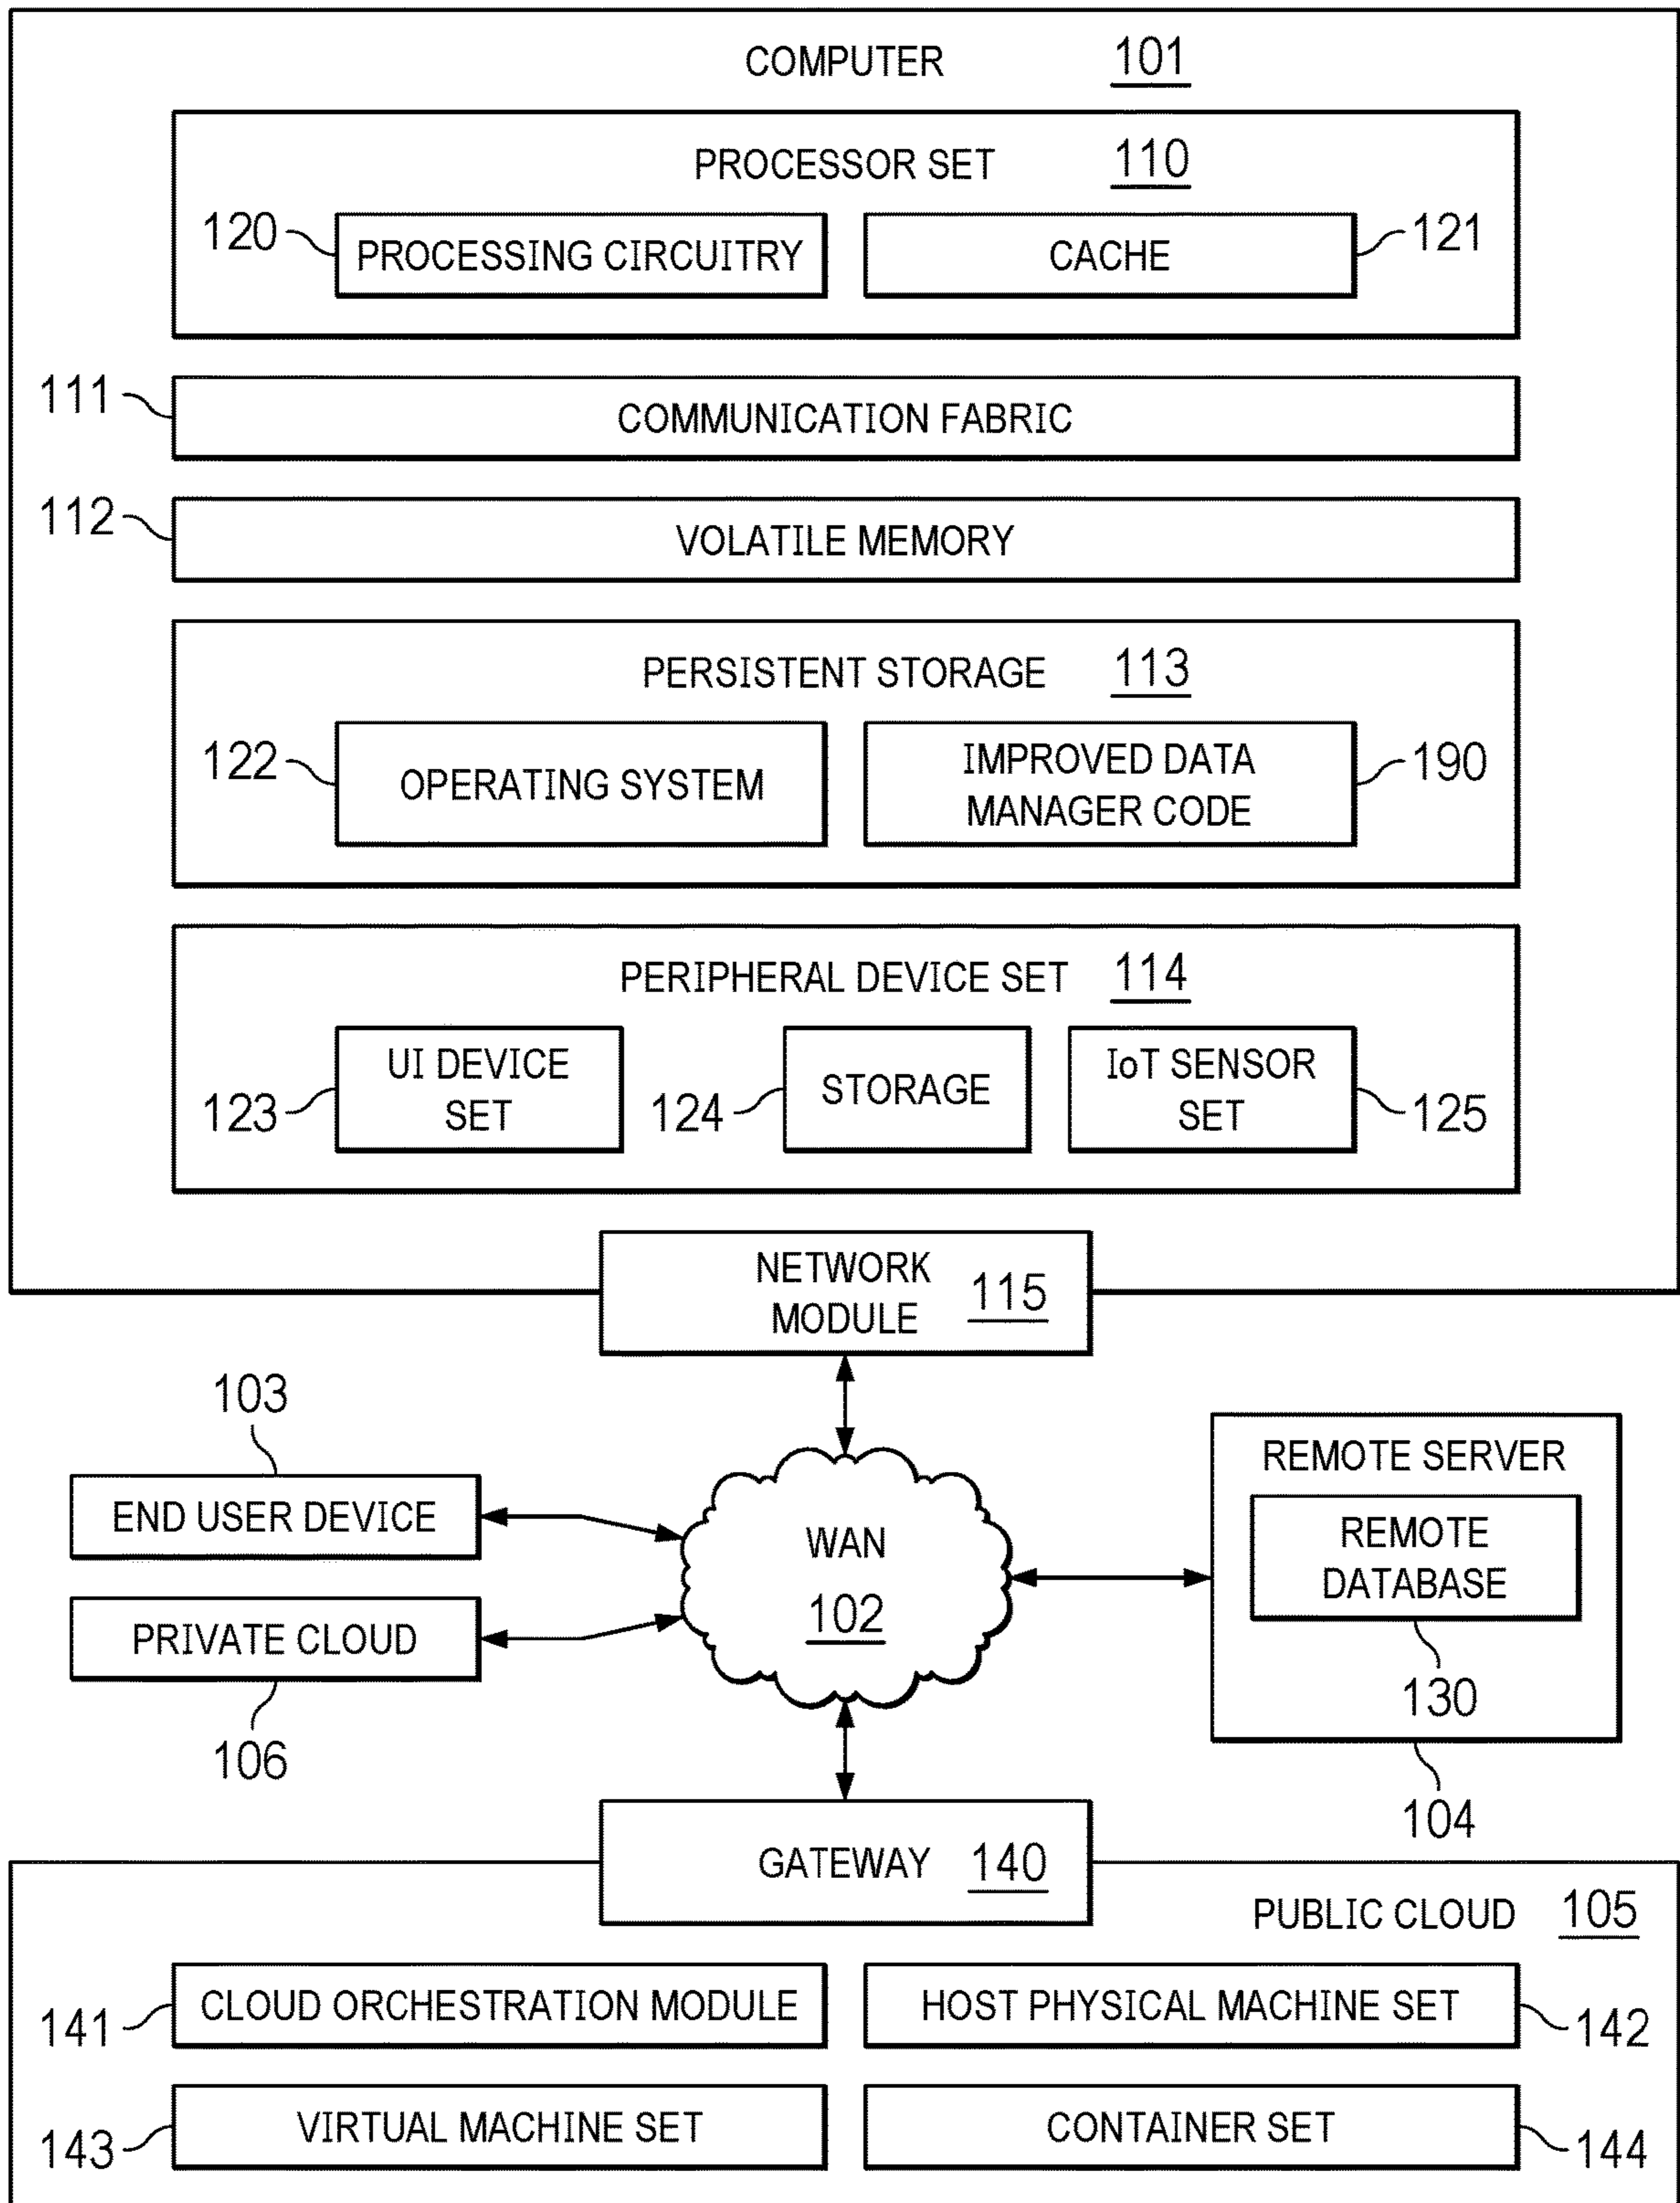 COMPUTER 101
PROCESSOR SET 110
120 PROCESSING CIRCUITRY CACHE 121
111 COMMUNICATION FABRIC
112 VOLATILE MEMORY
PERSISTENT STORAGE 113
122 OPERATING SYSTEM
IMPROVED DATA
MANAGER CODE
190
PERIPHERAL DEVICE SET 114
123
UI DEVICE
SET
124 STORAGE
IoT SENSOR
SET
125
NETWORK
MODULE
115
103
END USER DEVICE
PRIVATE CLOUD
106
WAN
102
REMOTE SERVER
REMOTE
DATABASE
130
104
GATEWAY 140
PUBLIC CLOUD 105
141 CLOUD ORCHESTRATION MODULE
HOST PHYSICAL MACHINE SET 142
143 VIRTUAL MACHINE SET
CONTAINER SET 144